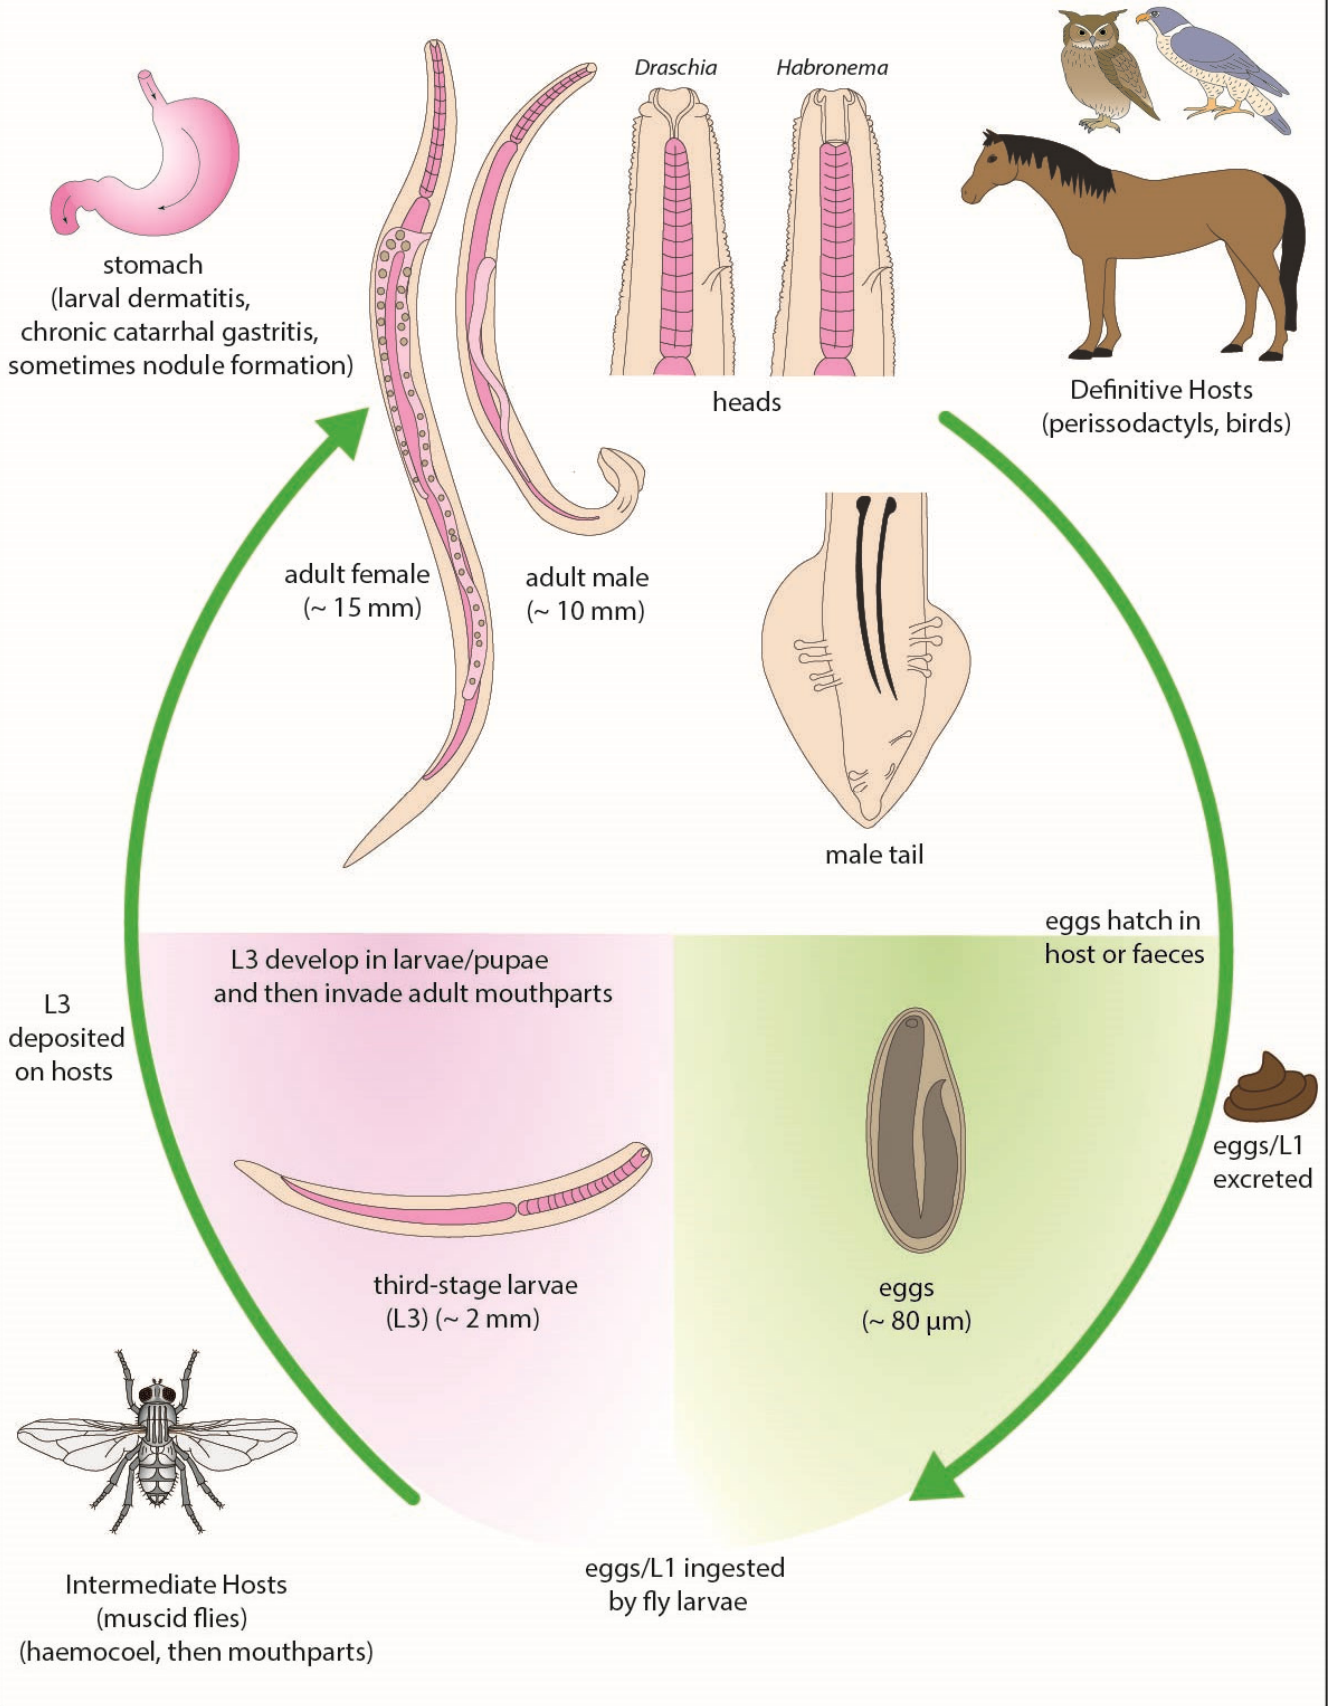 Draschia
Habronema
stomach
(larval dermatitis,
chronic catarrhal gastritis,
sometimes nodule formation)
heads
Definitive Hosts
(perissodactyls, birds)
adult female
(~ 15 mm)
adult male
(~ 10 mm)
male tail
eggs hatch in
host or faeces
L3 develop in larvae/pupae
and then invade adult mouthparts
L3
deposited
on hosts
eggs/L1
excreted
third-stage larvae
(L3) (~ 2 mm)
eggs
(~ 80 µm)
eggs/L1 ingested
by fly larvae
Intermediate Hosts
(muscid flies)
(haemocoel, then mouthparts)